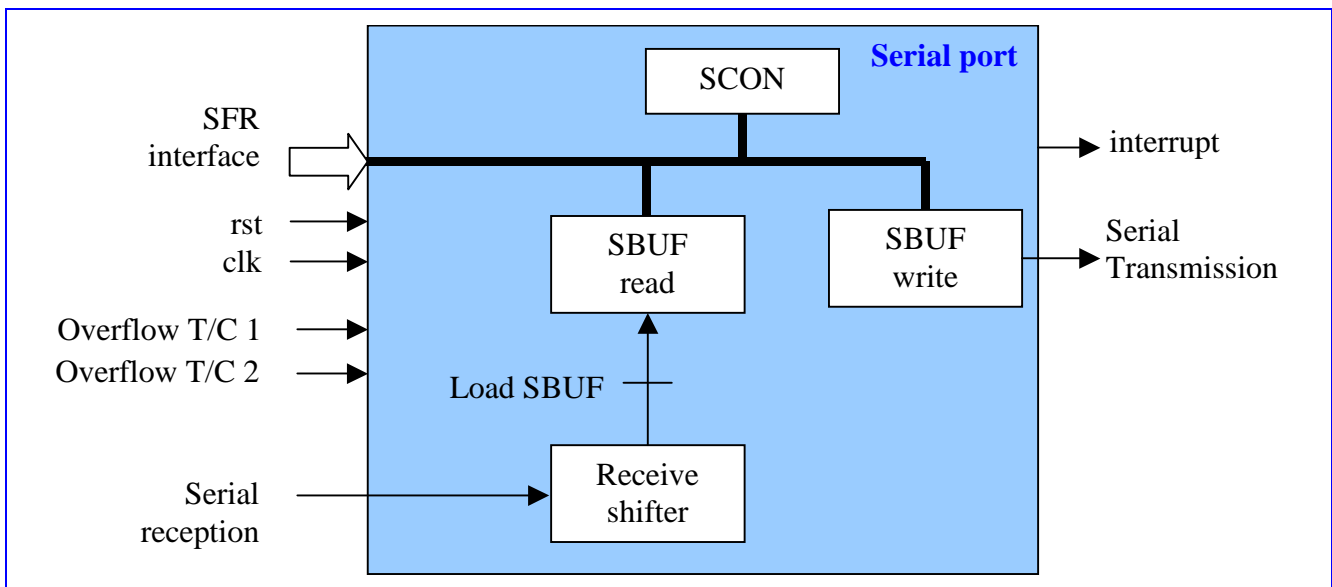 Serial port
SCON
SFR
interface
interrupt
rst
clk
SBUF
read
SBUF
write
Serial
Transmission
Overflow T/C 1
Overflow T/C 2
Load SBUF
Receive
shifter
Serial
reception